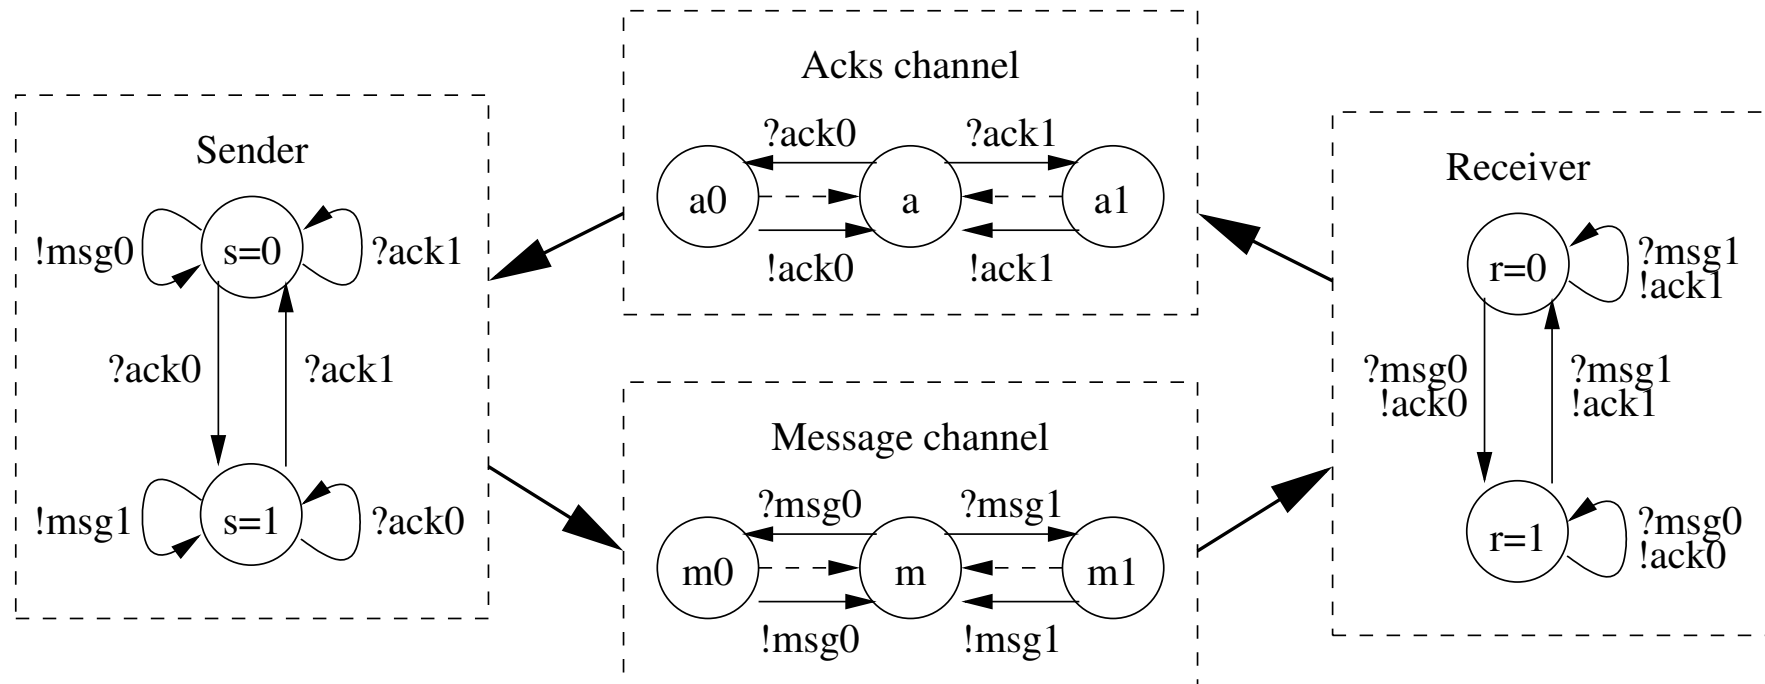 Sender
!msg0
s=0
?ack1
?ack0
?ack1
!msg1
s=1
?ack0
Acks channel
?ack0
?ack1
a0
a
a1
!ack0
!ack1
Message channel
?msg0
?msg1
m0
m
m1
!msg0
!msg1
Receiver
r=0
?msg1
!ack1
?msg0
!ack0
?msg1
!ack1
r=1
?msg0
!ack0